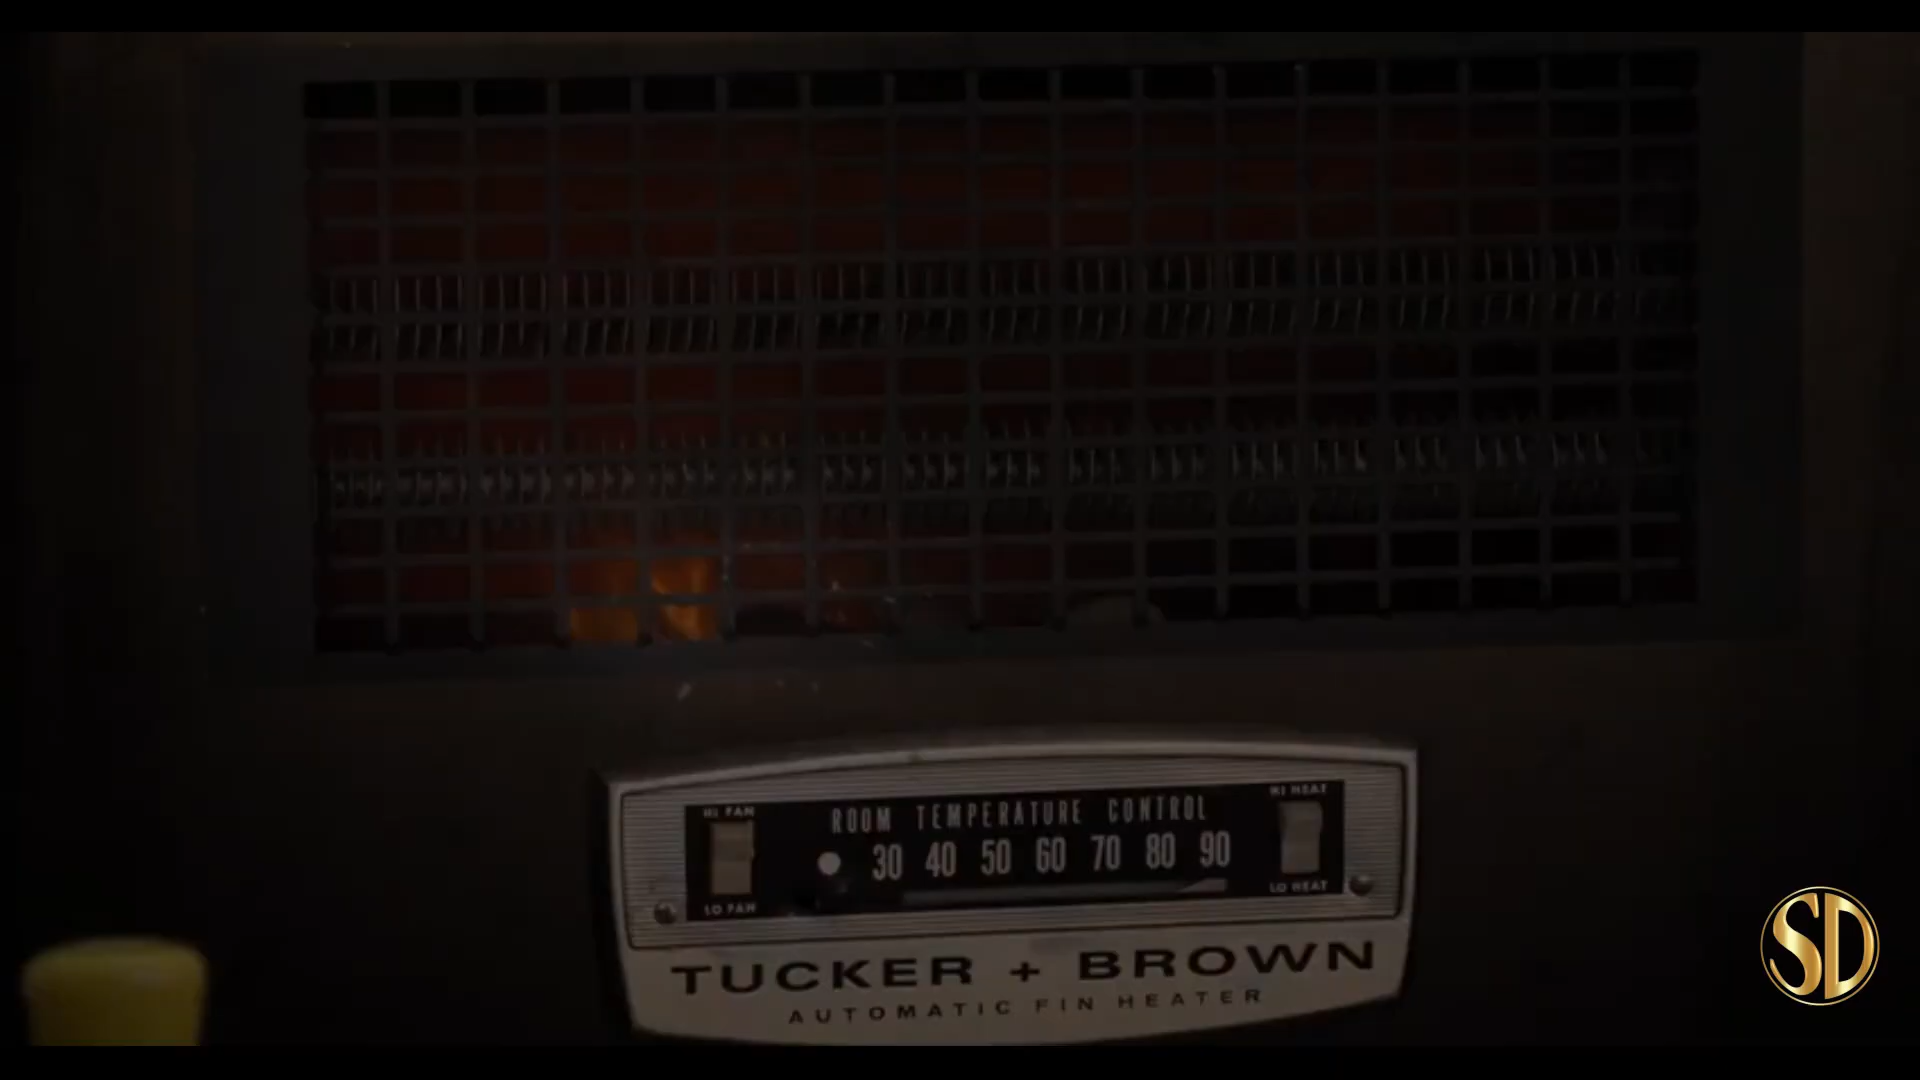 HI FAN
ROOM TEMPERATURE CONTROL
HI HEAT
30 40 50 60 70 80 90
LO FAN
LO HEAT
TUCKER + BROWN
AUTOMATIC FIN HEATER
SD